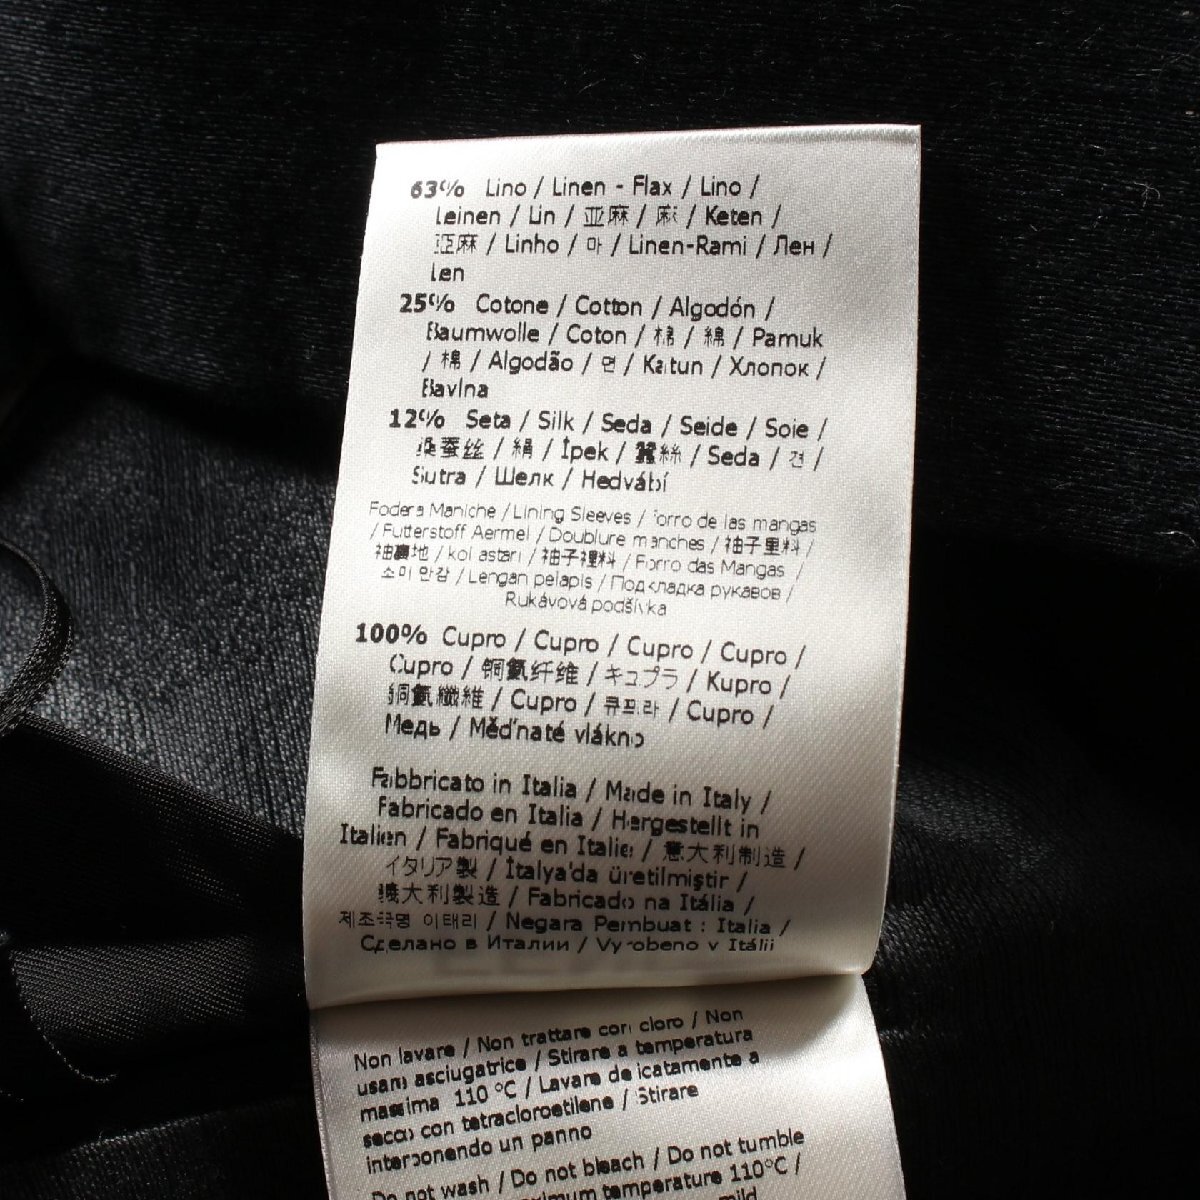 63% Lino / Linen - Flax / Lino /
Leinen / Lin / 亚麻 / 麻 / Keten /
亞麻 / Linho / 마 / Linen-Rami / Лен /
Len
25% Cotone / Cotton / Algodón /
Baumwolle / Coton / 棉 / 綿 / Pamuk
/ 棉 / Algodão / 면 / Katun / Хлопок /
Bavlna
12% Seta / Silk / Seda / Seide / Soie /
桑蚕丝 / 絹 / İpek / 蠶絲 / Seda / 견 /
Sutra / Шелк / Hedvábí
Fodera Maniche / Lining Sleeves / Forro de las mangas
/ Futterstoff Aermel / Doublure manches / 袖子里料 /
袖裏地 / kol astarı / 袖子裡料 / Forro das Mangas /
소미 안감 / Lengan pelapis / Подкладка рукавов /
Rukávová podšívka
100% Cupro / Cupro / Cupro / Cupro /
Cupro / 铜氨纤维 / キュプラ / Kupro /
銅氨纖維 / Cupro / 큐프라 / Cupro /
Медь / Měďnaté vlákno
Fabbricato in Italia / Made in Italy /
Fabricado en Italia / Hergestellt in
Italien / Fabriqué en Italie / 意大利制造 /
イタリア製 / İtalya'da üretilmiştir /
義大利製造 / Fabricado na Itália /
제조국명 이태리 / Negara Pembuat : Italia /
Сделано в Италии / Vyrobeno v Itálii
Non lavare / Non trattare con cloro / Non
usare asciugatrice / Stirare a temperatura
massima 110 °C / Lavare delicatamente a
secco con tetracloroetilene / Stirare
interponendo un panno
Do not wash / Do not bleach / Do not tumble
maximum temperature 110°C /
mild